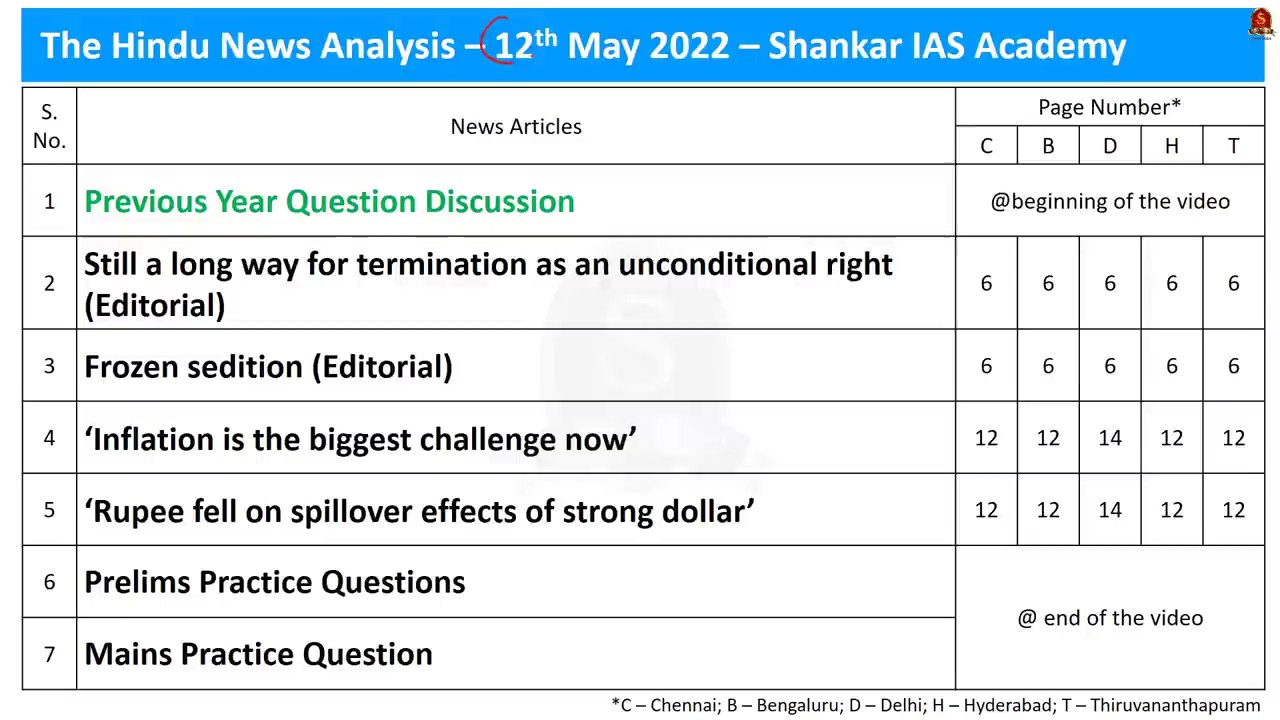 The Hindu News Analysis – 12th May 2022 – Shankar IAS Academy
S. No. News Articles Page Number*
C B D H T
1 Previous Year Question Discussion @beginning of the video
2 Still a long way for termination as an unconditional right
(Editorial) 6 6 6 6 6
3 Frozen sedition (Editorial) 6 6 6 6 6
4 ‘Inflation is the biggest challenge now’ 12 12 14 12 12
5 ‘Rupee fell on spillover effects of strong dollar’ 12 12 14 12 12
6 Prelims Practice Questions
@ end of the video
7 Mains Practice Question
*C – Chennai; B – Bengaluru; D – Delhi; H – Hyderabad; T – Thiruvananthapuram